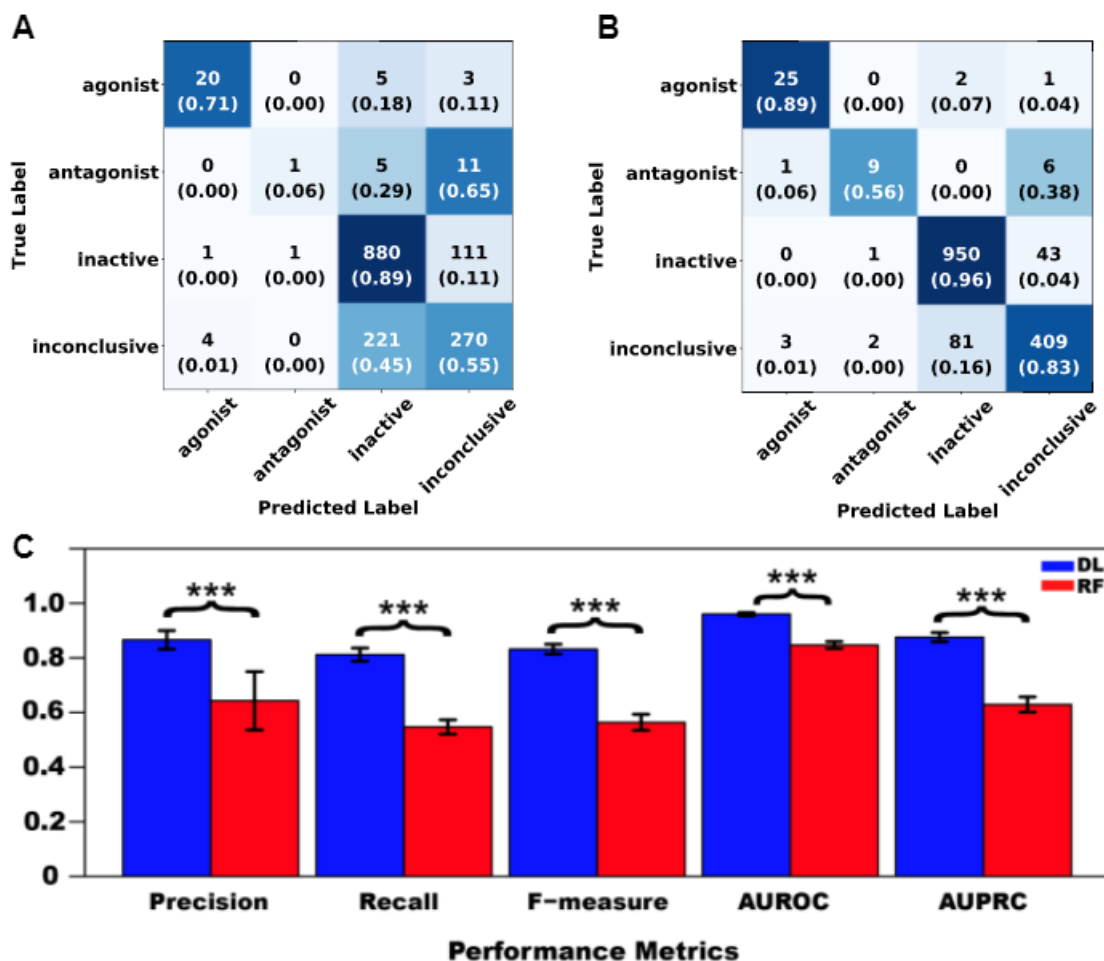 A
True Label
agonist
antagonist
inactive
inconclusive
20 0 5 3
(0.71) (0.00) (0.18) (0.11)
0 1 5 11
(0.00) (0.06) (0.29) (0.65)
1 1 880 111
(0.00) (0.00) (0.89) (0.11)
4 0 221 270
(0.01) (0.00) (0.45) (0.55)
agonist
antagonist
inactive
inconclusive
Predicted Label
B
True Label
agonist
antagonist
inactive
inconclusive
25 0 2 1
(0.89) (0.00) (0.07) (0.04)
1 9 0 6
(0.06) (0.56) (0.00) (0.38)
0 1 950 43
(0.00) (0.00) (0.96) (0.04)
3 2 81 409
(0.01) (0.00) (0.16) (0.83)
agonist
antagonist
inactive
inconclusive
Predicted Label
C
DL
RF
*** *** *** *** ***
1.0
0.8
0.6
0.4
0.2
0
Precision Recall F-measure AUROC AUPRC
Performance Metrics